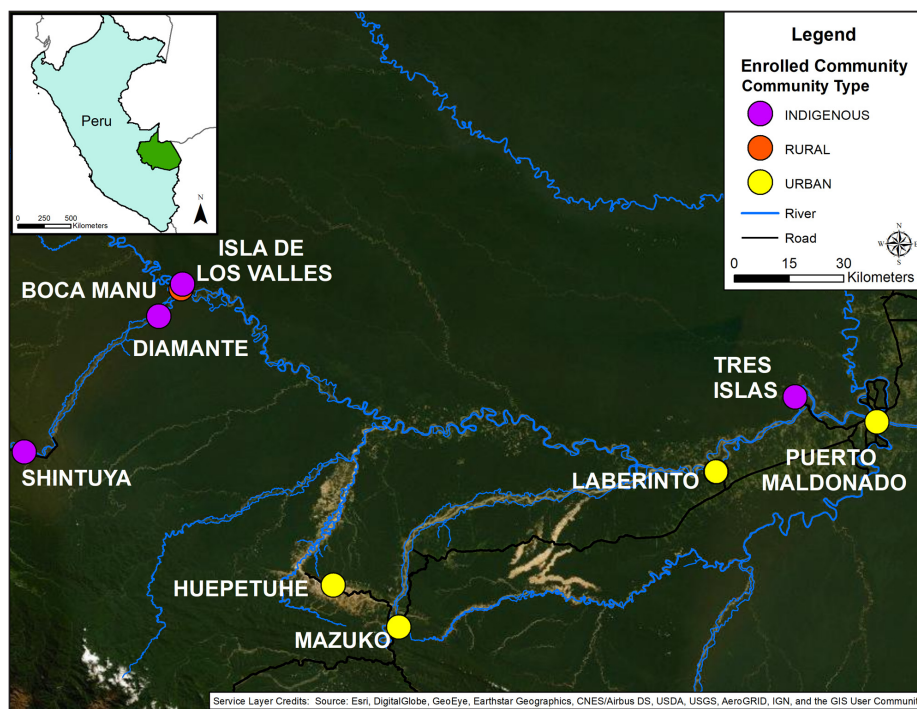 Peru
N
0 250 500
Kilometers
Legend
Enrolled Community
Community Type
INDIGENOUS
RURAL
URBAN
River
Road
N
W E
S
0 15 30
Kilometers
ISLA DE
LOS VALLES
BOCA MANU
DIAMANTE
SHINTUYA
TRES
ISLAS
PUERTO
MALDONADO
LABERINTO
HUEPETUHE
MAZUKO
Service Layer Credits: Source: Esri, DigitalGlobe, GeoEye, Earthstar Geographics, CNES/Airbus DS, USDA, USGS, AeroGRID, IGN, and the GIS User Communi